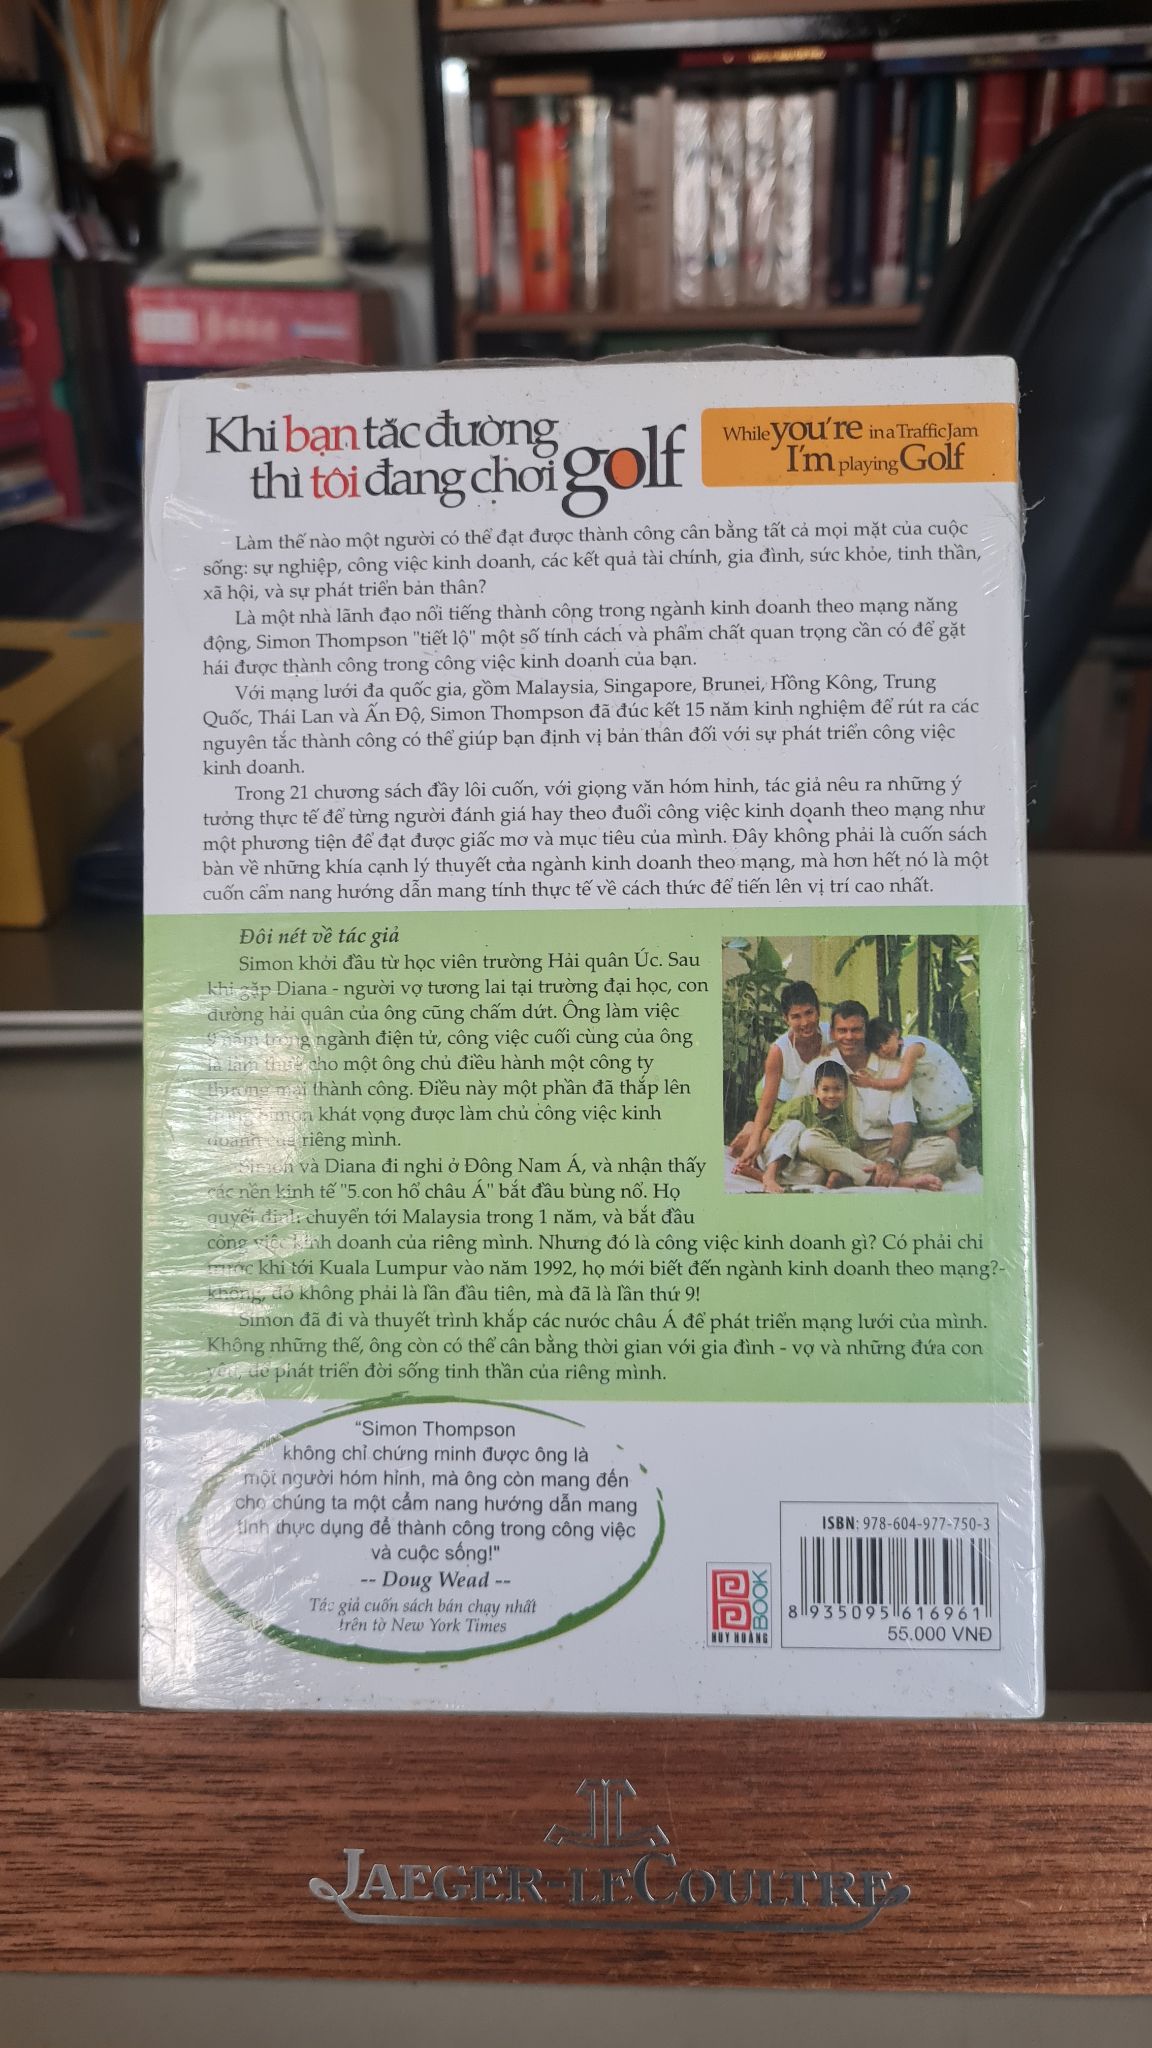 Khi bạn tắc đường
thì tôi đang chơi golf
While you're in a Traffic Jam
I'm playing Golf
Làm thế nào một người có thể đạt được thành công cân bằng tất cả mọi mặt của cuộc
sống: sự nghiệp, công việc kinh doanh, các kết quả tài chính, gia đình, sức khỏe, tinh thần,
xã hội, và sự phát triển bản thân?
Là một nhà lãnh đạo nổi tiếng thành công trong ngành kinh doanh theo mạng năng
động, Simon Thompson "tiết lộ" một số tính cách và phẩm chất quan trọng cần có để gặt
hái được thành công trong công việc kinh doanh của bạn.
Với mạng lưới đa quốc gia, gồm Malaysia, Singapore, Brunei, Hồng Kông, Trung
Quốc, Thái Lan và Ấn Độ, Simon Thompson đã đúc kết 15 năm kinh nghiệm để rút ra các
nguyên tắc thành công có thể giúp bạn định vị bản thân đối với sự phát triển công việc
kinh doanh.
Trong 21 chương sách đầy lôi cuốn, với giọng văn hóm hỉnh, tác giả nêu ra những ý
tưởng thực tế để từng người đánh giá hay theo đuổi công việc kinh doanh theo mạng như
một phương tiện để đạt được giấc mơ và mục tiêu của mình. Đây không phải là cuốn sách
bàn về những khía cạnh lý thuyết của ngành kinh doanh theo mạng, mà hơn hết nó là một
cuốn cẩm nang hướng dẫn mang tính thực tế về cách thức để tiến lên vị trí cao nhất.
Đôi nét về tác giả
Simon khởi đầu từ học viên trường Hải quân Úc. Sau
khi gặp Diana - người vợ tương lai tại trường đại học, con
đường hải quân của ông cũng chấm dứt. Ông làm việc
9 năm trong ngành điện tử, công việc cuối cùng của ông
là làm thuê cho một ông chủ điều hành một công ty
thương mại thành công. Điều này một phần đã thắp lên
trong Simon khát vọng được làm chủ công việc kinh
doanh của riêng mình.
Simon và Diana đi nghỉ ở Đông Nam Á, và nhận thấy
các nền kinh tế "5 con hổ châu Á" bắt đầu bùng nổ. Họ
quyết định chuyển tới Malaysia trong 1 năm, và bắt đầu
công việc kinh doanh của riêng mình. Nhưng đó là công việc kinh doanh gì? Có phải chỉ
trước khi tới Kuala Lumpur vào năm 1992, họ mới biết đến ngành kinh doanh theo mạng?-
không, đó không phải là lần đầu tiên, mà đã là lần thứ 9!
Simon đã đi và thuyết trình khắp các nước châu Á để phát triển mạng lưới của mình.
Không những thế, ông còn có thể cân bằng thời gian với gia đình - vợ và những đứa con
yêu, để phát triển đời sống tinh thần của riêng mình.
"Simon Thompson
không chỉ chứng minh được ông là
một người hóm hỉnh, mà ông còn mang đến
cho chúng ta một cẩm nang hướng dẫn mang
tính thực dụng để thành công trong công việc
và cuộc sống!"
-- Doug Wead --
Tác giả cuốn sách bán chạy nhất
trên tờ New York Times
HUY HOÀNG
BOOK
ISBN: 978-604-977-750-3
8 935095 616961
55.000 VNĐ
JAEGER-LECOULTRE